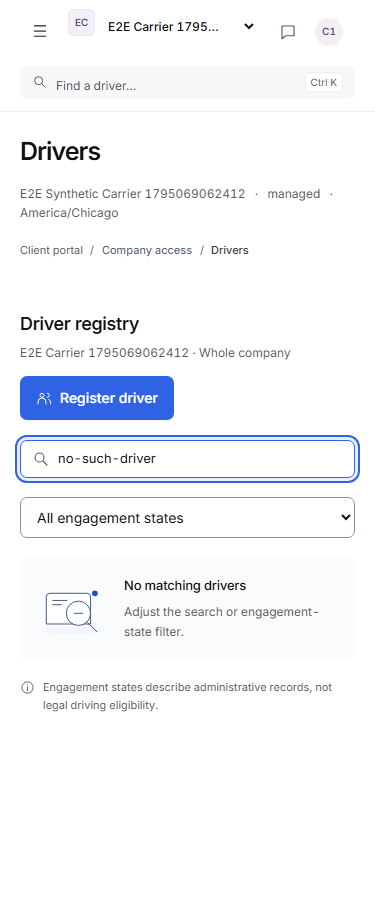 EC
E2E Carrier 1795...
C1
Find a driver...
Ctrl K
Drivers
E2E Synthetic Carrier 1795069062412 · managed ·
America/Chicago
Client portal / Company access / Drivers
Driver registry
E2E Carrier 1795069062412 · Whole company
Register driver
no-such-driver
All engagement states
No matching drivers
Adjust the search or engagement-
state filter.
Engagement states describe administrative records, not
legal driving eligibility.